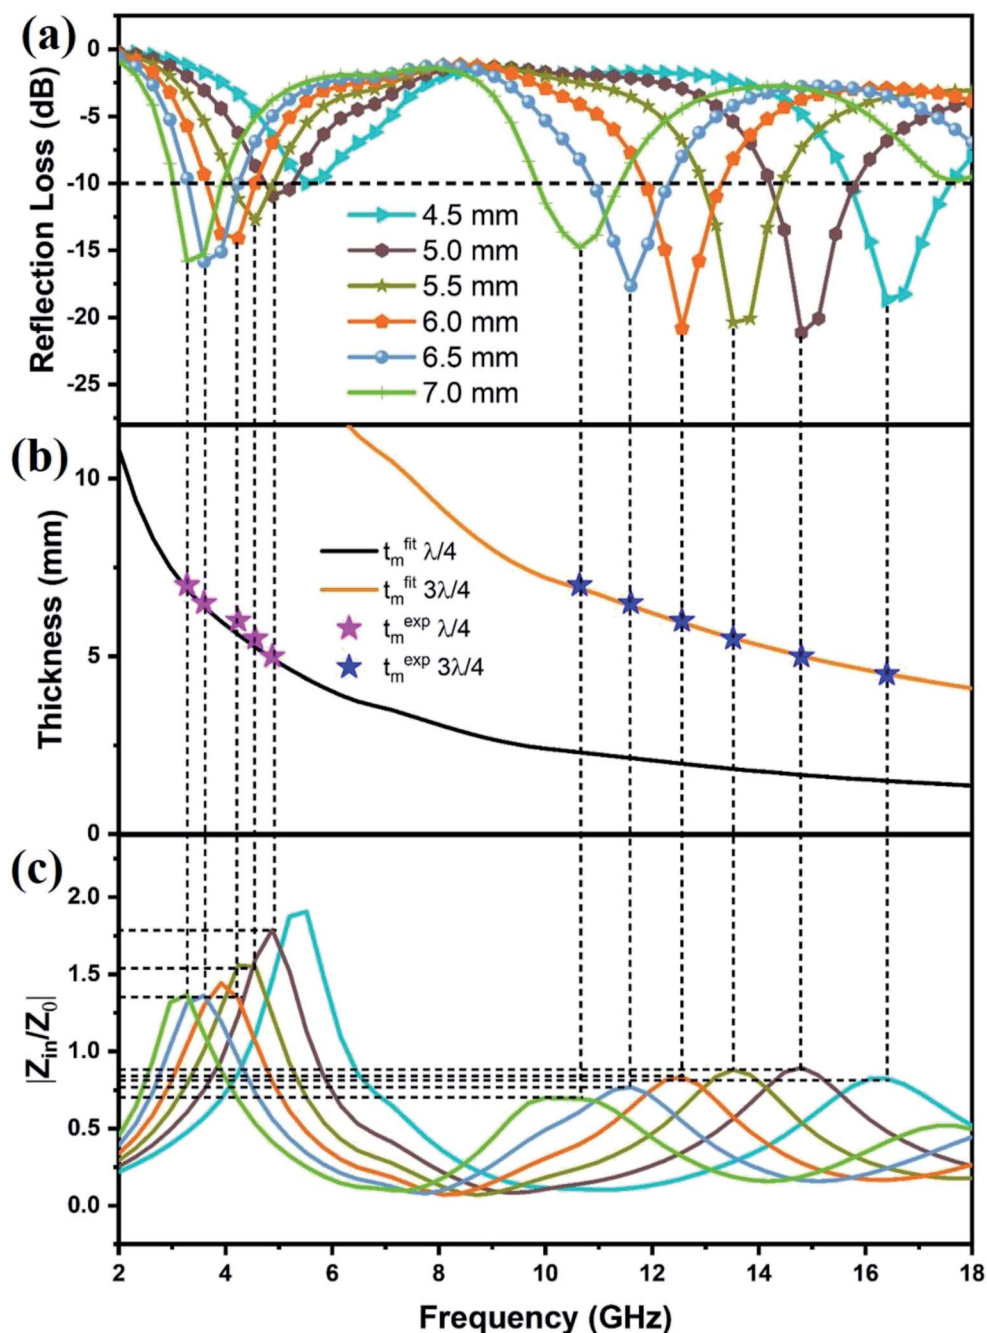 (a)
0
-5
-10
-15
-20
-25
Reflection Loss (dB)
4.5 mm
5.0 mm
5.5 mm
6.0 mm
6.5 mm
7.0 mm
(b)
10
5
0
Thickness (mm)
t_m^fit λ/4
t_m^fit 3λ/4
t_m^exp λ/4
t_m^exp 3λ/4
(c)
2.0
1.5
1.0
0.5
0.0
|Z_in/Z_0|
2 4 6 8 10 12 14 16 18
Frequency (GHz)